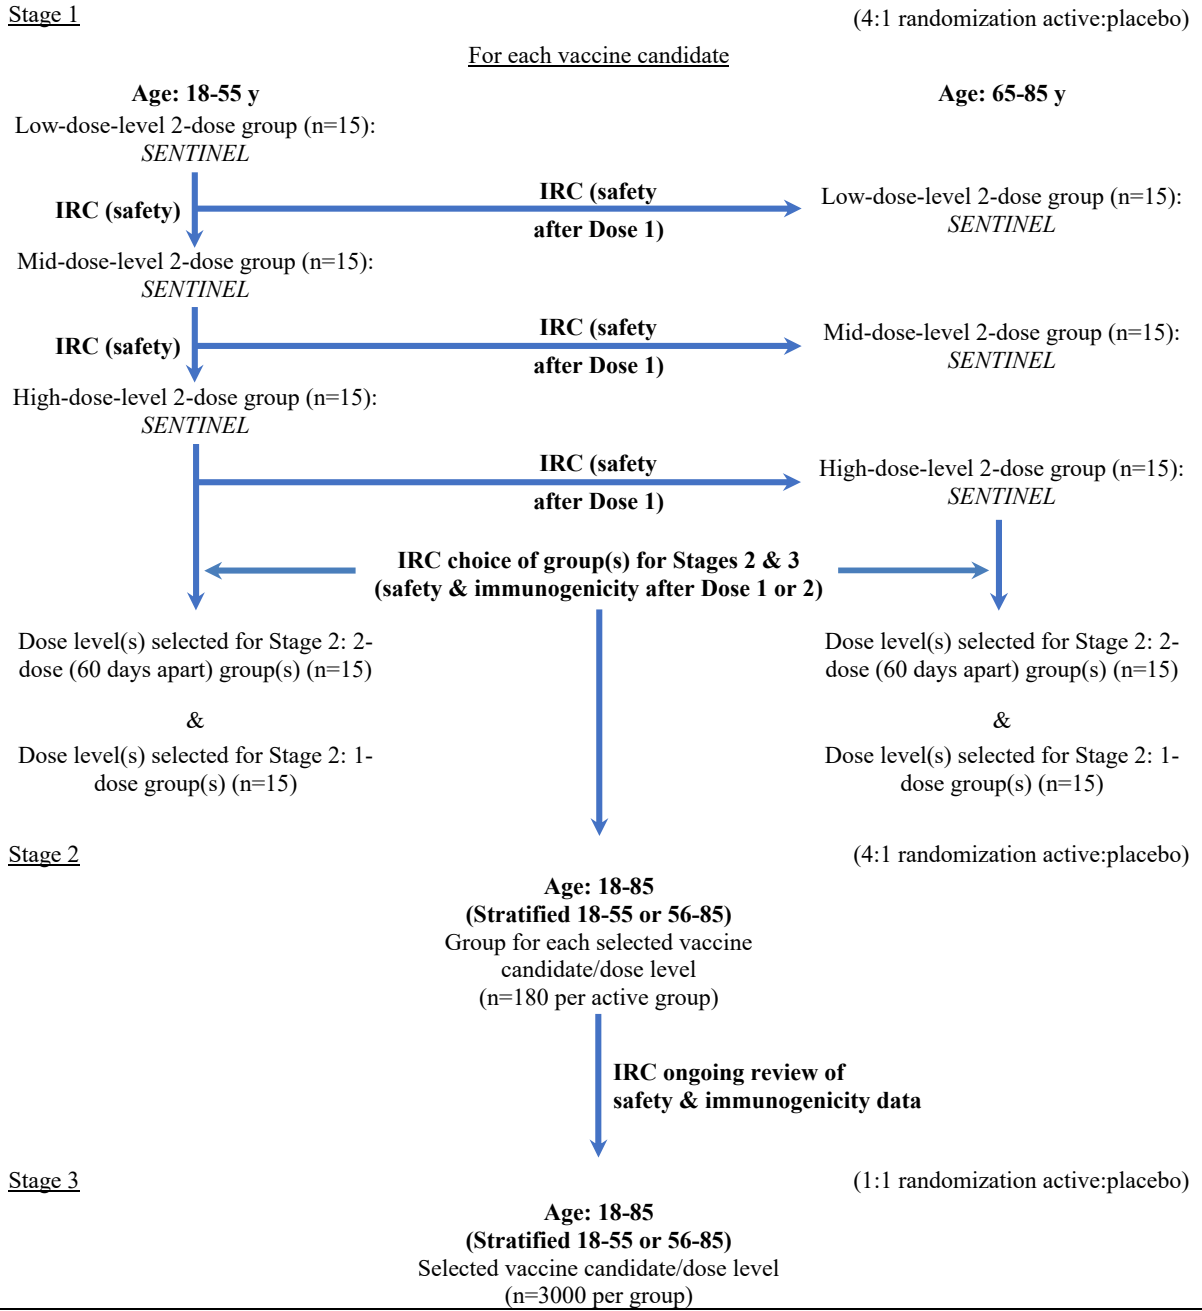 Stage 1
(4:1 randomization active:placebo)
For each vaccine candidate
Age: 18-55 y
Age: 65-85 y
Low-dose-level 2-dose group (n=15):
SENTINEL
IRC (safety)
IRC (safety
after Dose 1)
Low-dose-level 2-dose group (n=15):
SENTINEL
Mid-dose-level 2-dose group (n=15):
SENTINEL
IRC (safety)
IRC (safety
after Dose 1)
Mid-dose-level 2-dose group (n=15):
SENTINEL
High-dose-level 2-dose group (n=15):
SENTINEL
IRC (safety
after Dose 1)
High-dose-level 2-dose group (n=15):
SENTINEL
IRC choice of group(s) for Stages 2 & 3
(safety & immunogenicity after Dose 1 or 2)
Dose level(s) selected for Stage 2: 2-
dose (60 days apart) group(s) (n=15)
&
Dose level(s) selected for Stage 2: 1-
dose group(s) (n=15)
Dose level(s) selected for Stage 2: 2-
dose (60 days apart) group(s) (n=15)
&
Dose level(s) selected for Stage 2: 1-
dose group(s) (n=15)
Stage 2
(4:1 randomization active:placebo)
Age: 18-85
(Stratified 18-55 or 56-85)
Group for each selected vaccine
candidate/dose level
(n=180 per active group)
IRC ongoing review of
safety & immunogenicity data
Stage 3
(1:1 randomization active:placebo)
Age: 18-85
(Stratified 18-55 or 56-85)
Selected vaccine candidate/dose level
(n=3000 per group)